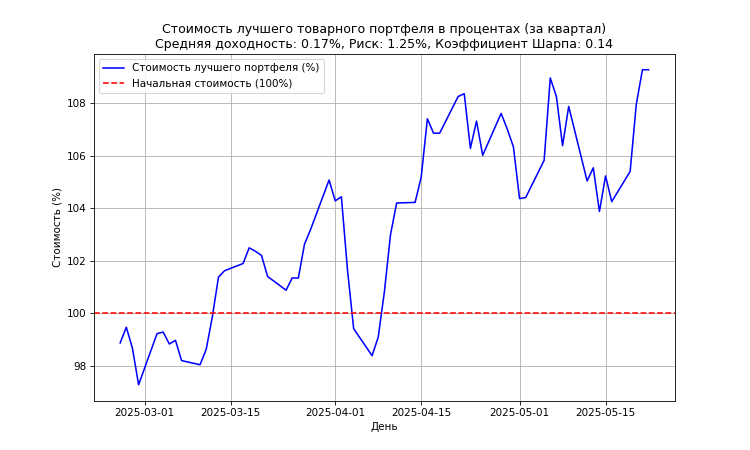 Стоимость лучшего товарного портфеля в процентах (за квартал)
Средняя доходность: 0.17%, Риск: 1.25%, Коэффициент Шарпа: 0.14
Стоимость лучшего портфеля (%)
Начальная стоимость (100%)
Стоимость (%)
108
106
104
102
100
98
2025-03-01
2025-03-15
2025-04-01
2025-04-15
2025-05-01
2025-05-15
День